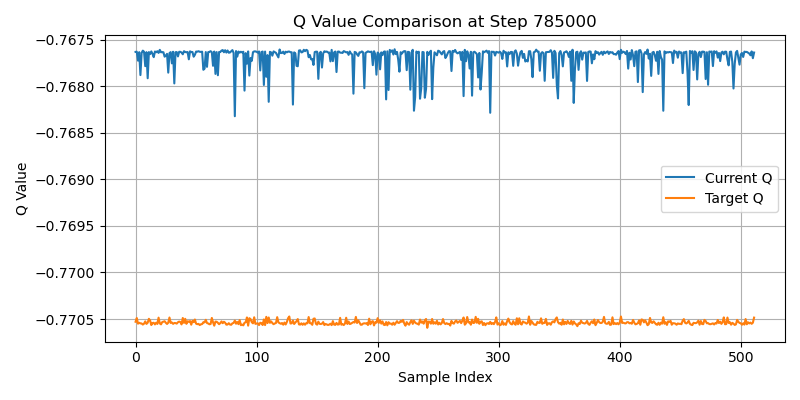 Q Value Comparison at Step 785000
−0.7675
−0.7680
−0.7685
−0.7690
−0.7695
−0.7700
−0.7705
Q Value
Current Q
Target Q
0 100 200 300 400 500
Sample Index